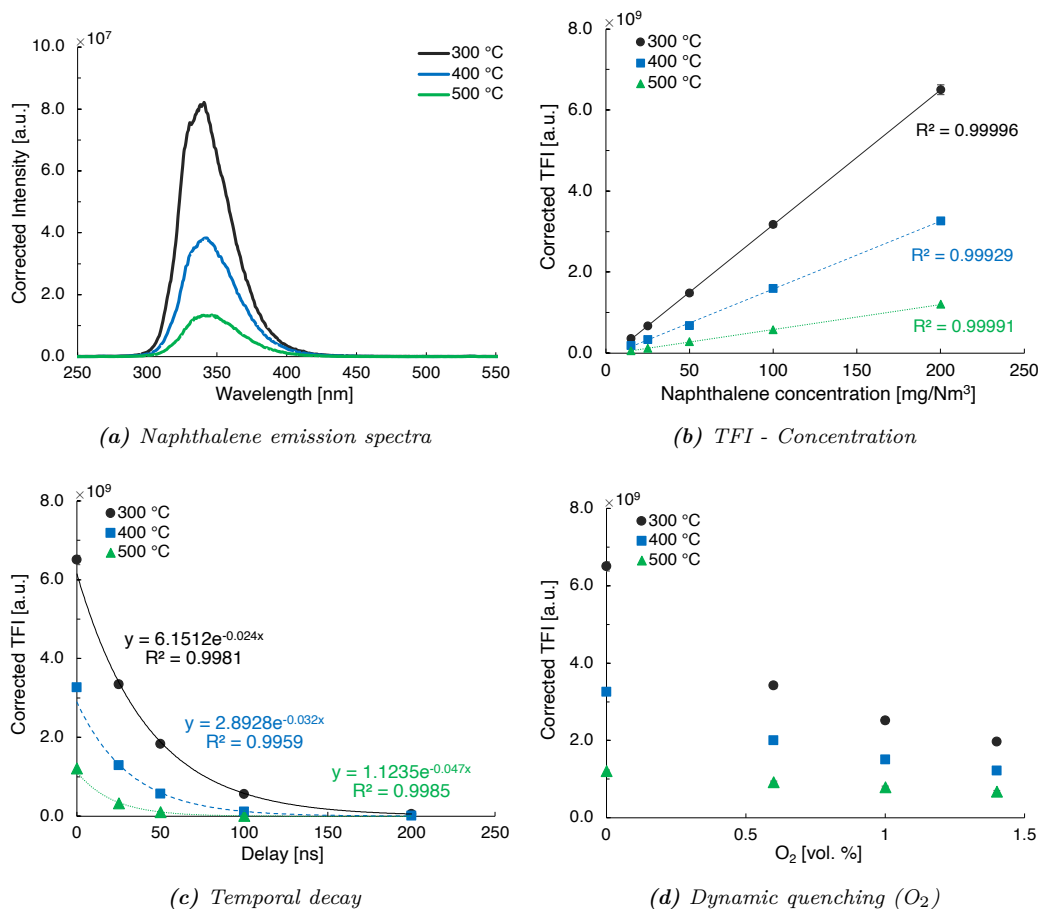 × 10⁷
10.0
8.0
6.0
4.0
2.0
0.0
Corrected Intensity [a.u.]
300 °C
400 °C
500 °C
250 300 350 400 450 500 550
Wavelength [nm]
(a) Naphthalene emission spectra
× 10⁹
8.0
6.0
4.0
2.0
0.0
Corrected TFI [a.u.]
300 °C
400 °C
500 °C
R² = 0.99996
R² = 0.99929
R² = 0.99991
0 50 100 150 200 250
Naphthalene concentration [mg/Nm³]
(b) TFI - Concentration
× 10⁹
8.0
6.0
4.0
2.0
0.0
Corrected TFI [a.u.]
300 °C
400 °C
500 °C
y = 6.1512e^-0.024x
R² = 0.9981
y = 2.8928e^-0.032x
R² = 0.9959
y = 1.1235e^-0.047x
R² = 0.9985
0 50 100 150 200 250
Delay [ns]
(c) Temporal decay
× 10⁹
8.0
6.0
4.0
2.0
0.0
Corrected TFI [a.u.]
300 °C
400 °C
500 °C
0 0.5 1 1.5
O₂ [vol. %]
(d) Dynamic quenching (O₂)